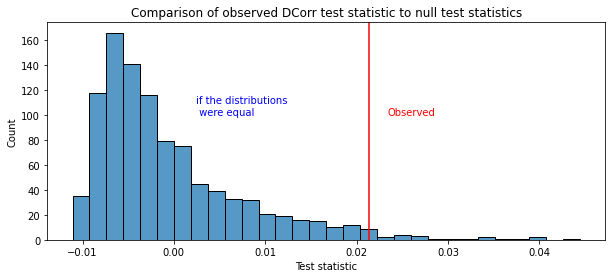 Comparison of observed DCorr test statistic to null test statistics
160
140
120
100
80
60
40
20
0
Count
if the distributions
were equal
Observed
−0.01
0.00
0.01
0.02
0.03
0.04
Test statistic